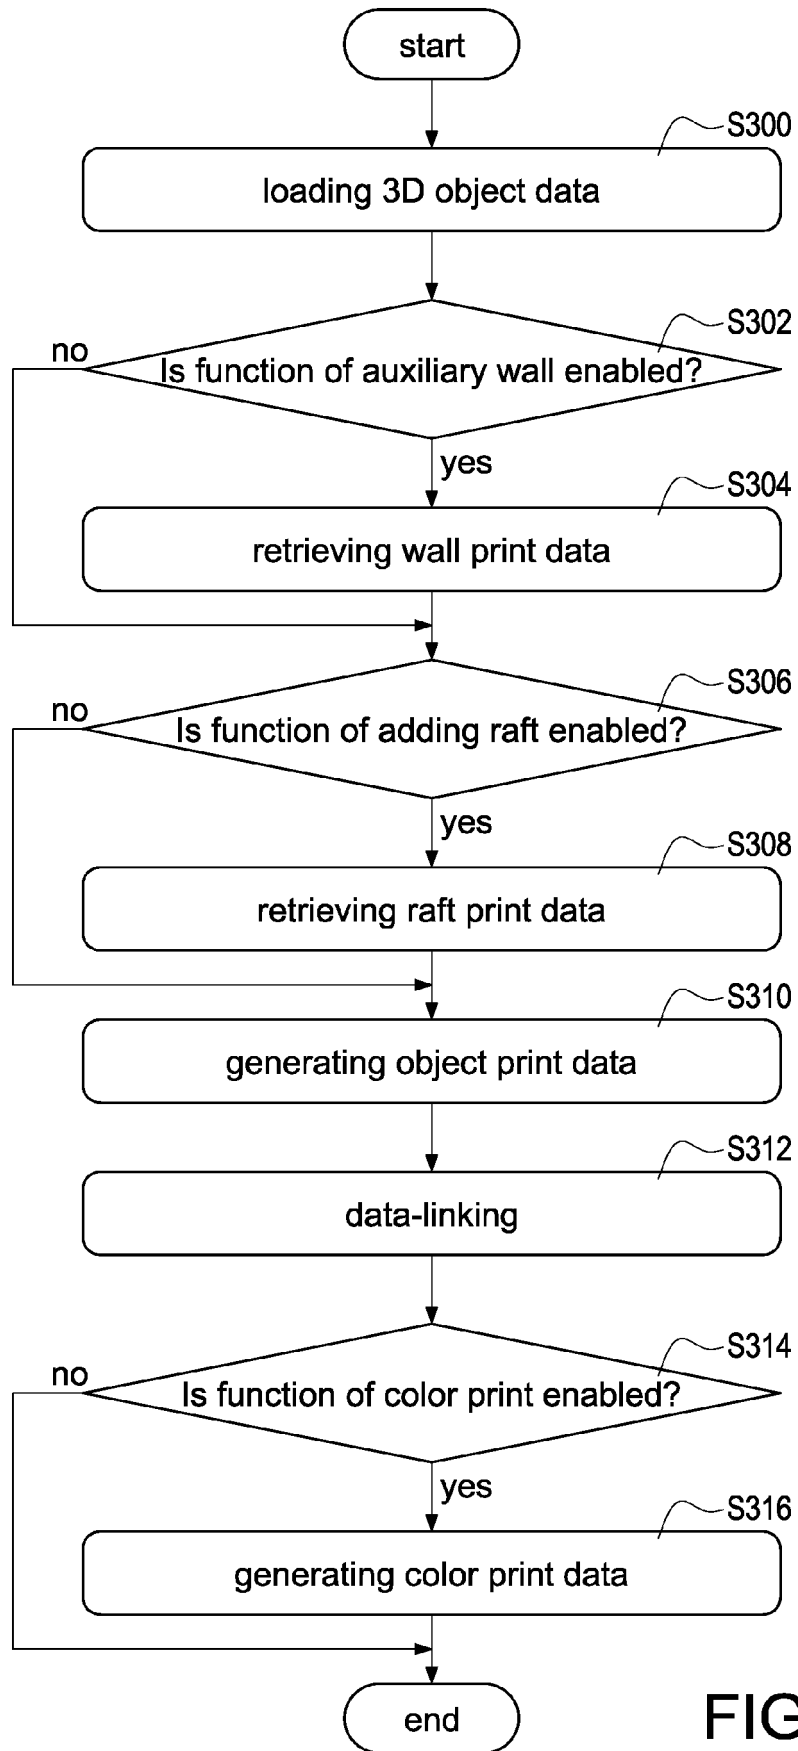 start
S300
loading 3D object data
S302
no
Is function of auxiliary wall enabled?
yes
S304
retrieving wall print data
S306
no
Is function of adding raft enabled?
yes
S308
retrieving raft print data
S310
generating object print data
S312
data-linking
S314
no
Is function of color print enabled?
yes
S316
generating color print data
end
FIG